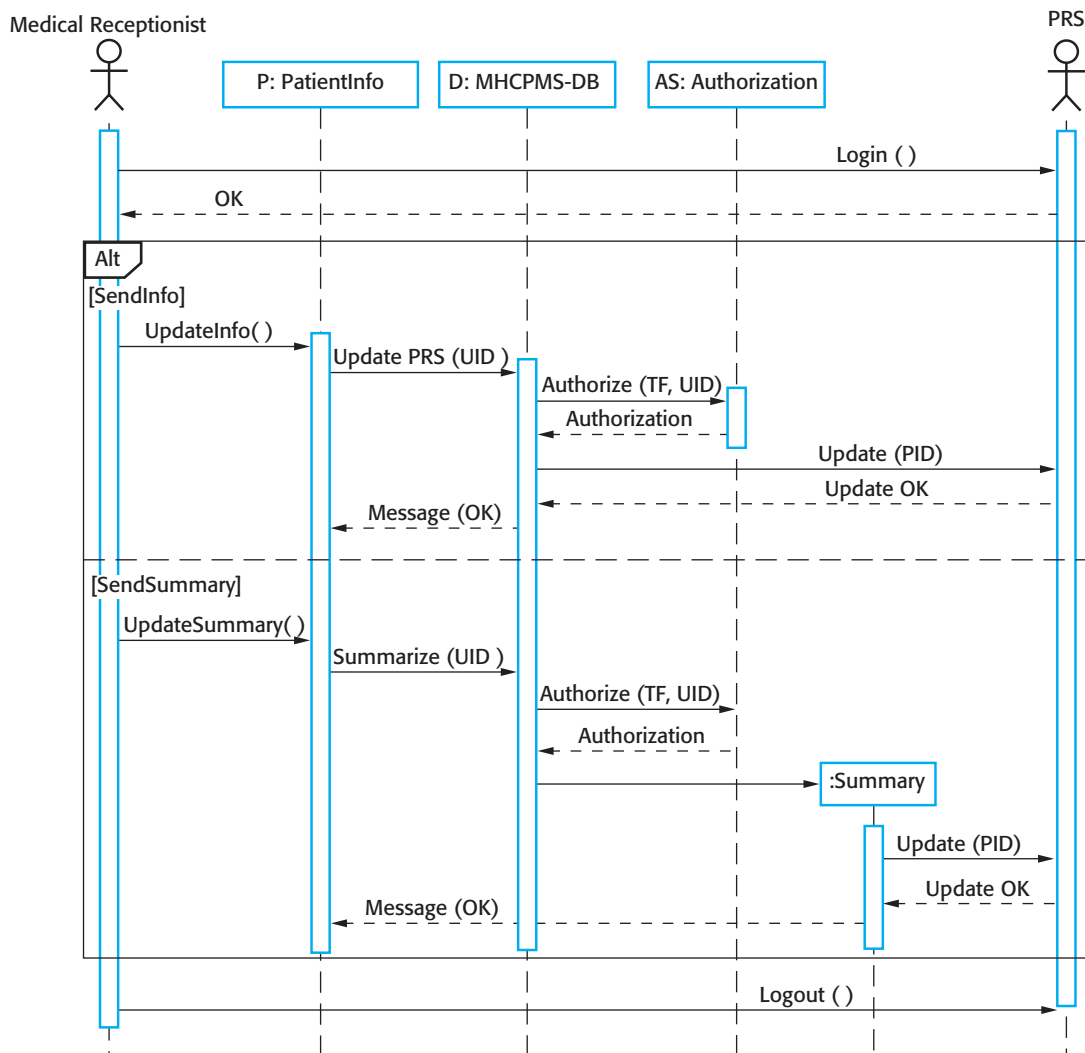 Medical Receptionist
PRS
P: PatientInfo
D: MHCPMS-DB
AS: Authorization
Login ( )
OK
Alt
[SendInfo]
UpdateInfo( )
Update PRS (UID )
Authorize (TF, UID)
Authorization
Update (PID)
Update OK
Message (OK)
[SendSummary]
UpdateSummary( )
Summarize (UID )
Authorize (TF, UID)
Authorization
:Summary
Update (PID)
Update OK
Message (OK)
Logout ( )